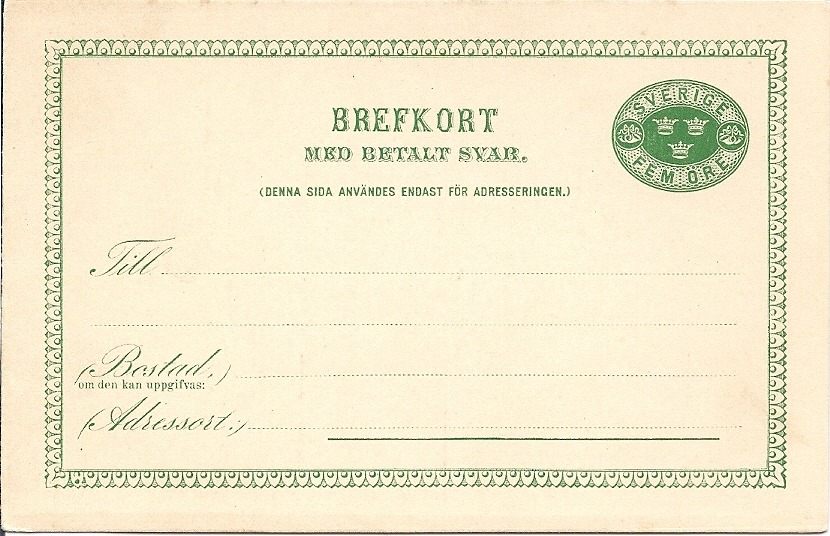 BREFKORT
MED BETALT SVAR.
(DENNA SIDA ANVÄNDES ENDAST FÖR ADRESSERINGEN.)
SVERIGE
FEM ÖRE
Till
(Bostad,)
om den kan uppgifvas:
(Adressort:)